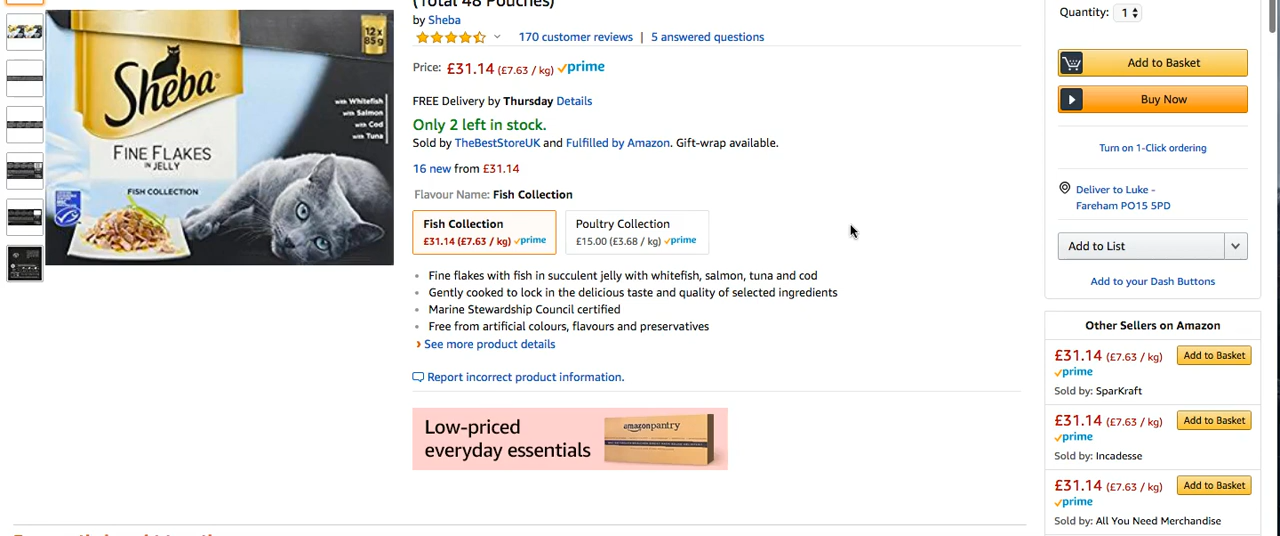 (Total 48 Pouches)
by Sheba
170 customer reviews | 5 answered questions
Price: £31.14 (£7.63 / kg) prime
FREE Delivery by Thursday Details
Only 2 left in stock.
Sold by TheBestStoreUK and Fulfilled by Amazon. Gift-wrap available.
16 new from £31.14
Flavour Name: Fish Collection
Fish Collection
£31.14 (£7.63 / kg) prime
Poultry Collection
£15.00 (£3.68 / kg) prime
Fine flakes with fish in succulent jelly with whitefish, salmon, tuna and cod
Gently cooked to lock in the delicious taste and quality of selected ingredients
Marine Stewardship Council certified
Free from artificial colours, flavours and preservatives
› See more product details
Report incorrect product information.
Low-priced
everyday essentials
amazonpantry
12x
85g
Sheba
with Whitefish
with Salmon
with Cod
with Tuna
FINE FLAKES
IN JELLY
FISH COLLECTION
Quantity: 1
Add to Basket
Buy Now
Turn on 1-Click ordering
Deliver to Luke -
Fareham PO15 5PD
Add to List
Add to your Dash Buttons
Other Sellers on Amazon
£31.14 (£7.63 / kg)
Add to Basket
prime
Sold by: SparKraft
£31.14 (£7.63 / kg)
Add to Basket
prime
Sold by: Incadesse
£31.14 (£7.63 / kg)
Add to Basket
prime
Sold by: All You Need Merchandise